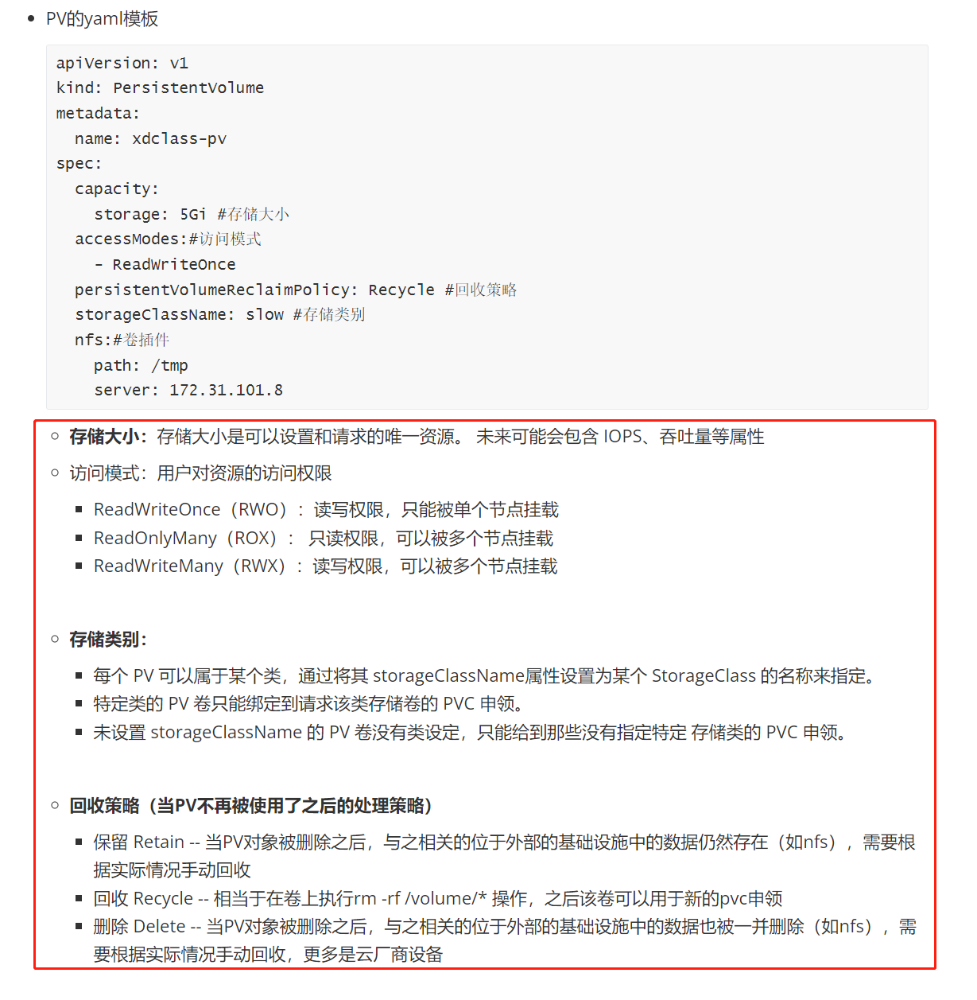 PV的yaml模板
apiVersion: v1
kind: PersistentVolume
metadata:
  name: xdclass-pv
spec:
  capacity:
    storage: 5Gi #存储大小
  accessModes:#访问模式
    - ReadWriteOnce
  persistentVolumeReclaimPolicy: Recycle #回收策略
  storageClassName: slow #存储类别
  nfs:#卷插件
    path: /tmp
    server: 172.31.101.8
存储大小：存储大小是可以设置和请求的唯一资源。 未来可能会包含 IOPS、吞吐量等属性
访问模式：用户对资源的访问权限
ReadWriteOnce（RWO）：读写权限，只能被单个节点挂载
ReadOnlyMany（ROX）： 只读权限，可以被多个节点挂载
ReadWriteMany（RWX）：读写权限，可以被多个节点挂载
存储类别：
每个 PV 可以属于某个类，通过将其 storageClassName属性设置为某个 StorageClass 的名称来指定。
特定类的 PV 卷只能绑定到请求该类存储卷的 PVC 申领。
未设置 storageClassName 的 PV 卷没有类设定，只能给到那些没有指定特定 存储类的 PVC 申领。
回收策略（当PV不再被使用了之后的处理策略）
保留 Retain -- 当PV对象被删除之后，与之相关的位于外部的基础设施中的数据仍然存在（如nfs），需要根
据实际情况手动回收
回收 Recycle -- 相当于在卷上执行rm -rf /volume/* 操作，之后该卷可以用于新的pvc申领
删除 Delete -- 当PV对象被删除之后，与之相关的位于外部的基础设施中的数据也被一并删除（如nfs），需
要根据实际情况手动回收，更多是云厂商设备